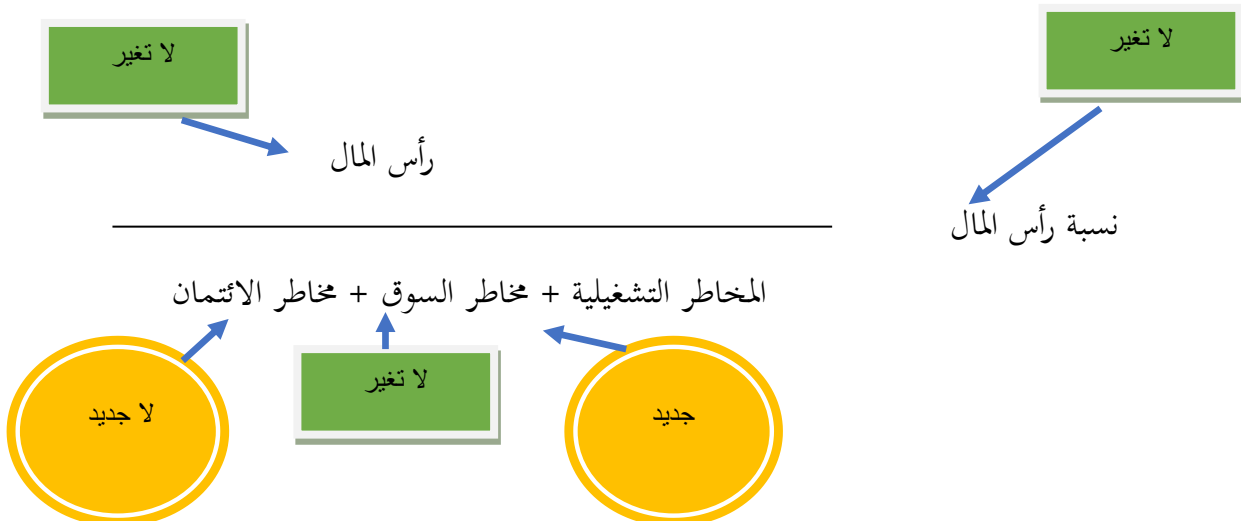 لا تغير
لا تغير
رأس المال
نسبة رأس المال
المخاطر التشغيلية + مخاطر السوق + مخاطر الائتمان
جديد
لا تغير
لا جديد